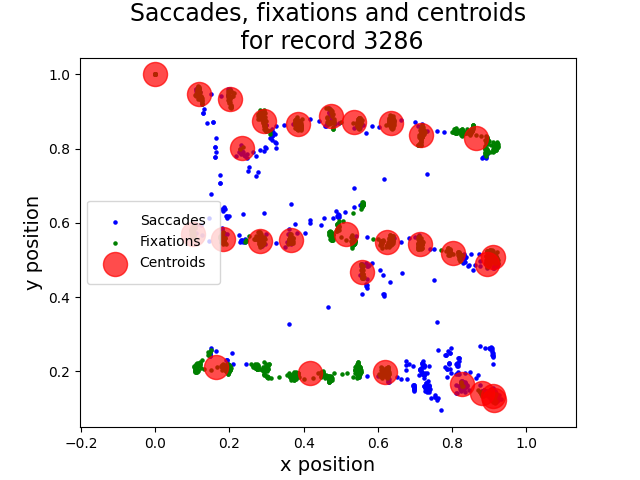 Saccades, fixations and centroids
for record 3286
1.0
0.8
0.6
0.4
0.2
y position
Saccades
Fixations
Centroids
−0.2
0.0
0.2
0.4
0.6
0.8
1.0
x position